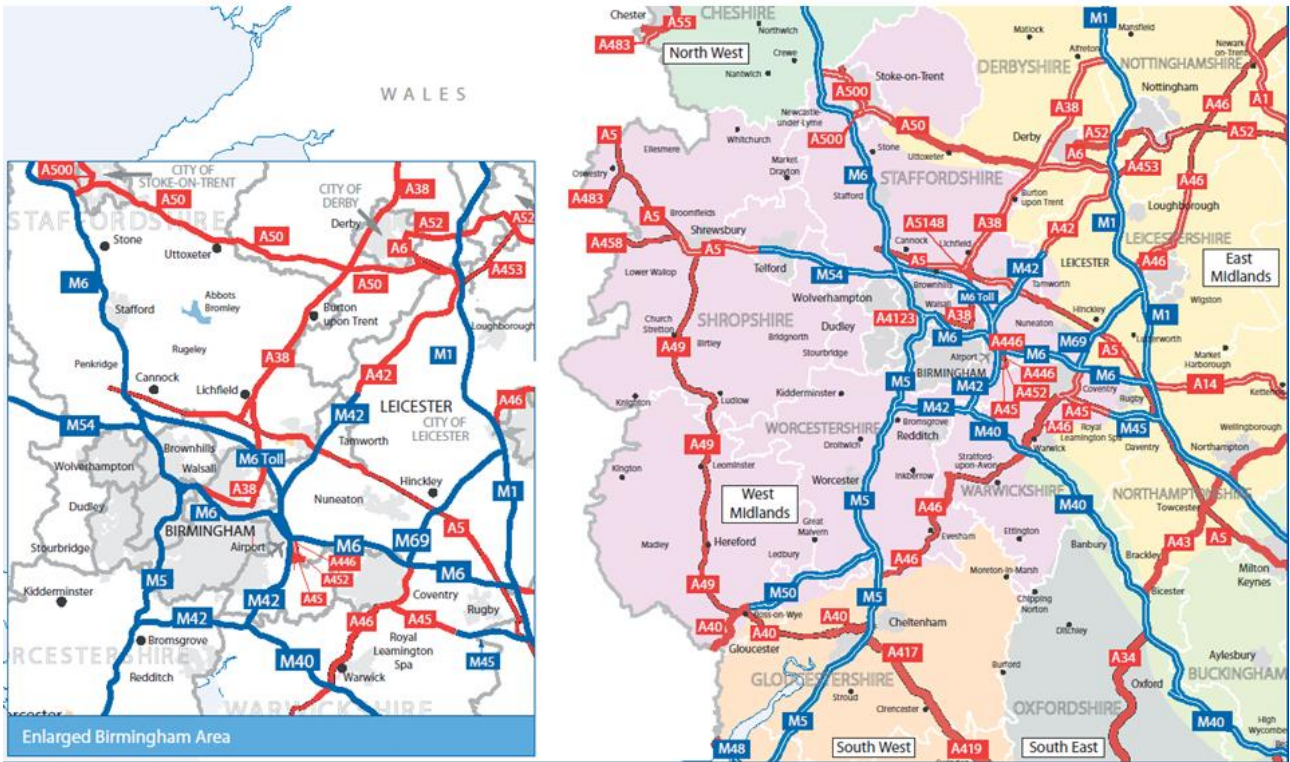 WALES
A500
CITY OF
STOKE-ON-TRENT
A38
STAFFORDSHIRE
A50
CITY OF
DERBY
Derby
A52
A52
A6
A453
Stone
Uttoxeter
A50
A50
M6
Stafford
Abbots
Bromley
Burton
upon Trent
Loughborough
Rugeley
M1
Penkridge
A38
A42
Cannock
Lichfield
LEICESTER
A46
M54
M42
CITY OF
LEICESTER
Tamworth
Brownhills
Wolverhampton
Walsall
M6 Toll
Hinckley
M1
A38
Nuneaton
Dudley
M6
A5
BIRMINGHAM
M69
Stourbridge
Airport
M6
A446
M6
M5
A452
Kidderminster
M42
A45
Coventry
Rugby
M42
A46
A45
Bromsgrove
Royal
Leamington
Spa
M45
RCESTERSHIRE
M40
Redditch
Warwick
WARWICKSHIRE
orcester
Enlarged Birmingham Area
Chester
A55
CHESHIRE
M1
A483
Northwich
Matlock
Mansfield
North West
Crewe
Alfreton
Newark
-on-Trent
Nantwich
Stoke-on-Trent
DERBYSHIRE
NOTTINGHAMSHIRE
A500
Nottingham
A38
A46
A1
Newcastle-
under-Lyme
A5
Whitchurch
A500
A50
Derby
A52
A52
Ellesmere
Stone
Uttoxeter
A6
A453
Oswestry
Market
Drayton
M6
STAFFORDSHIRE
A46
A483
Stafford
Burton
upon Trent
M1
Loughborough
A5
Broomfields
A5148
A38
A42
Shrewsbury
Cannock
Lichfield
LEICESTERSHIRE
A458
A5
A5
M42
LEICESTER
A46
East
Midlands
Lower Wallop
Telford
M54
Brownhills
Tamworth
Wolverhampton
Walsall
M6 Toll
Wigston
Church
Stretton
SHROPSHIRE
A4123
A38
Hinckley
M1
Birtley
Dudley
Nuneaton
Bridgnorth
M6
A446
M69
Lutterworth
A49
Stourbridge
Airport
M6
A5
Market
Harborough
BIRMINGHAM
A446
M6
Knighton
Kidderminster
M5
M42
A452
Coventry
A14
Ludlow
A45
Rugby
M42
A45
WORCESTERSHIRE
Bromsgrove
A46
M45
Wellingborough
A49
Droitwich
Redditch
M40
Royal
Leamington Spa
Daventry
Northampton
Kington
Leominster
Warwick
Stratford-
upon-Avon
Inkberrow
Worcester
WARWICKSHIRE
NORTHAMPTONSHIRE
West
Midlands
M5
M40
Towcester
A46
Great
Malvern
Ettington
Hereford
Evesham
Banbury
A43
A5
Madley
Ledbury
A46
Brackley
Milton
Keynes
A49
Moreton-in-Marsh
M50
M5
Bicester
Ross-on-Wye
Chipping
Norton
A40
A40
A40
Cheltenham
Ditchley
Gloucester
A417
Aylesbury
A34
GLOUCESTERSHIRE
Burford
Oxford
BUCKINGHAM
Stroud
M5
Cirencester
OXFORDSHIRE
M40
High
Wycombe
M48
South West
A419
South East